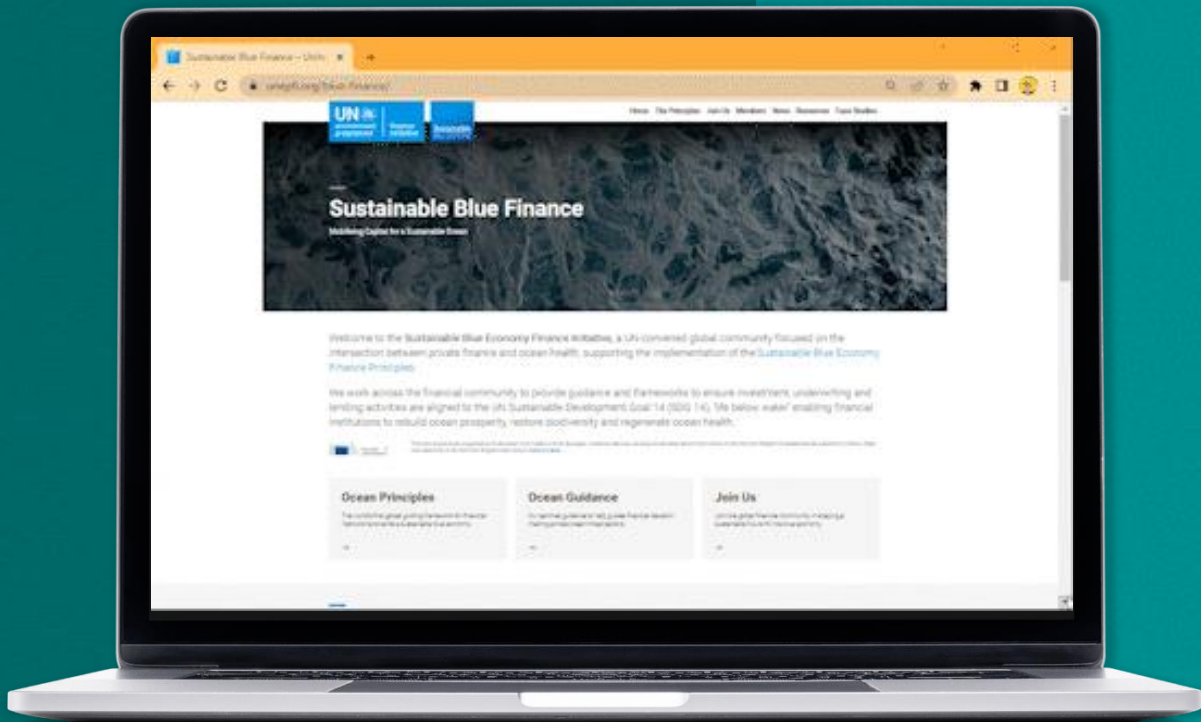 Sustainable Blue Finance – Univ
unepfi.org/blue-finance/
UN
environment
programme
finance
initiative
Sustainable
Home The Principles Join Us Members News Resources Case Studies
Sustainable Blue Finance
Mobilising Capital for a Sustainable Ocean
Welcome to the Sustainable Blue Economy Finance Initiative, a UN-convened global community focused on the
intersection between private finance and ocean health, supporting the implementation of the Sustainable Blue Economy
Finance Principles.
We work across the financial community to provide guidance and frameworks to ensure investment, underwriting and
lending activities are aligned to the UN Sustainable Development Goal 14 (SDG 14), 'life below water' enabling financial
institutions to rebuild ocean prosperity, restore biodiversity and regenerate ocean health.
Ocean Principles
Ocean Guidance
Join Us